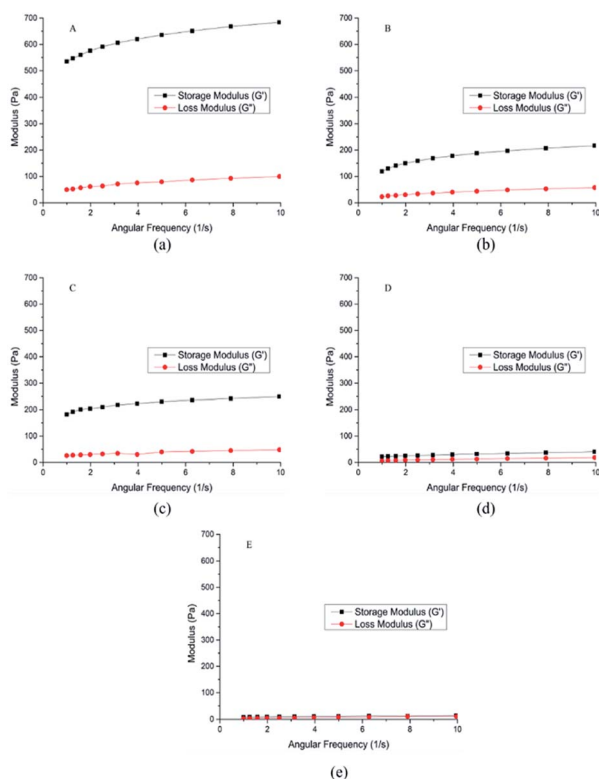 A
700
600
500
400
300
200
100
0
Modulus (Pa)
Storage Modulus (G')
Loss Modulus (G")
0 2 4 6 8 10
Angular Frequency (1/s)
(a)
B
700
600
500
400
300
200
100
0
Modulus (Pa)
Storage Modulus (G')
Loss Modulus (G")
0 2 4 6 8 10
Angular Frequency (1/s)
(b)
C
700
600
500
400
300
200
100
0
Modulus (Pa)
Storage Modulus (G')
Loss Modulus (G")
0 2 4 6 8 10
Angular Frequency (1/s)
(c)
D
700
600
500
400
300
200
100
0
Modulus (Pa)
Storage Modulus (G')
Loss Modulus (G")
0 2 4 6 8 10
Angular Frequency (1/s)
(d)
E
700
600
500
400
300
200
100
0
Modulus (Pa)
Storage Modulus (G')
Loss Modulus (G")
0 2 4 6 8 10
Angular Frequency (1/s)
(e)